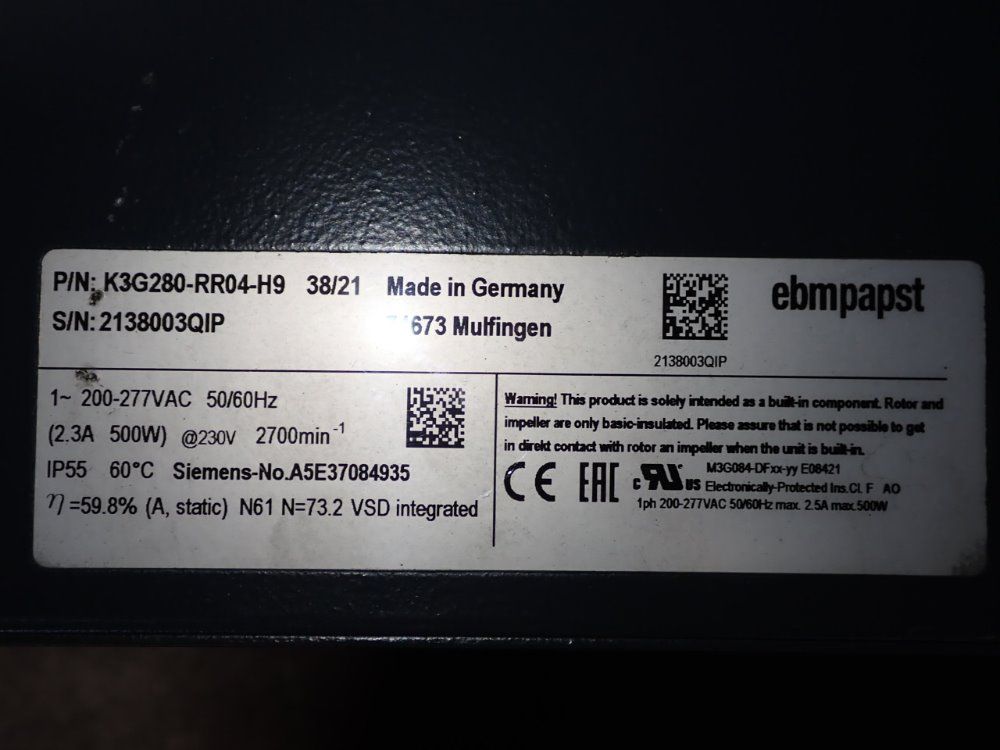 P/N: K3G280-RR04-H9 38/21 Made in Germany
S/N: 2138003QIP 673 Mulfingen
ebmpapst
2138003QIP
1~ 200-277VAC 50/60Hz
(2.3A 500W) @230V 2700min⁻¹
IP55 60°C Siemens-No.A5E37084935
η =59.8% (A, static) N61 N=73.2 VSD integrated
Warning! This product is solely intended as a built-in component. Rotor and
impeller are only basic-insulated. Please assure that is not possible to get
in direkt contact with rotor an impeller when the unit is built-in.
CE EAC c RU US M3G084-DFxx-yy E08421
Electronically-Protected Ins.Cl. F AO
1ph 200-277VAC 50/60Hz max. 2.5A max.500W